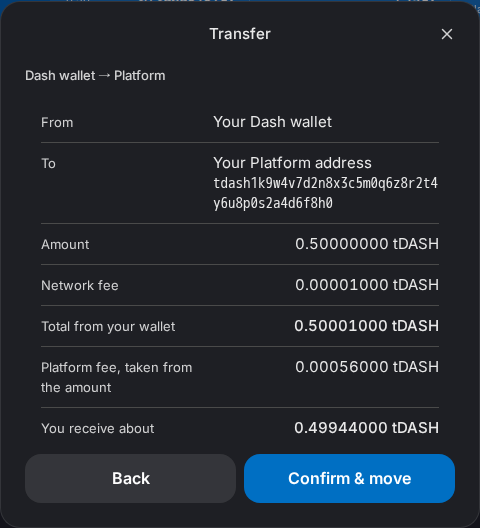 Transfer
Dash wallet → Platform
From
Your Dash wallet
To
Your Platform address
tdash1k9w4v7d2n8x3c5m0q6z8r2t4
y6u8p0s2a4d6f8h0
Amount
0.50000000 tDASH
Network fee
0.00001000 tDASH
Total from your wallet
0.50001000 tDASH
Platform fee, taken from
the amount
0.00056000 tDASH
You receive about
0.49944000 tDASH
Back
Confirm & move